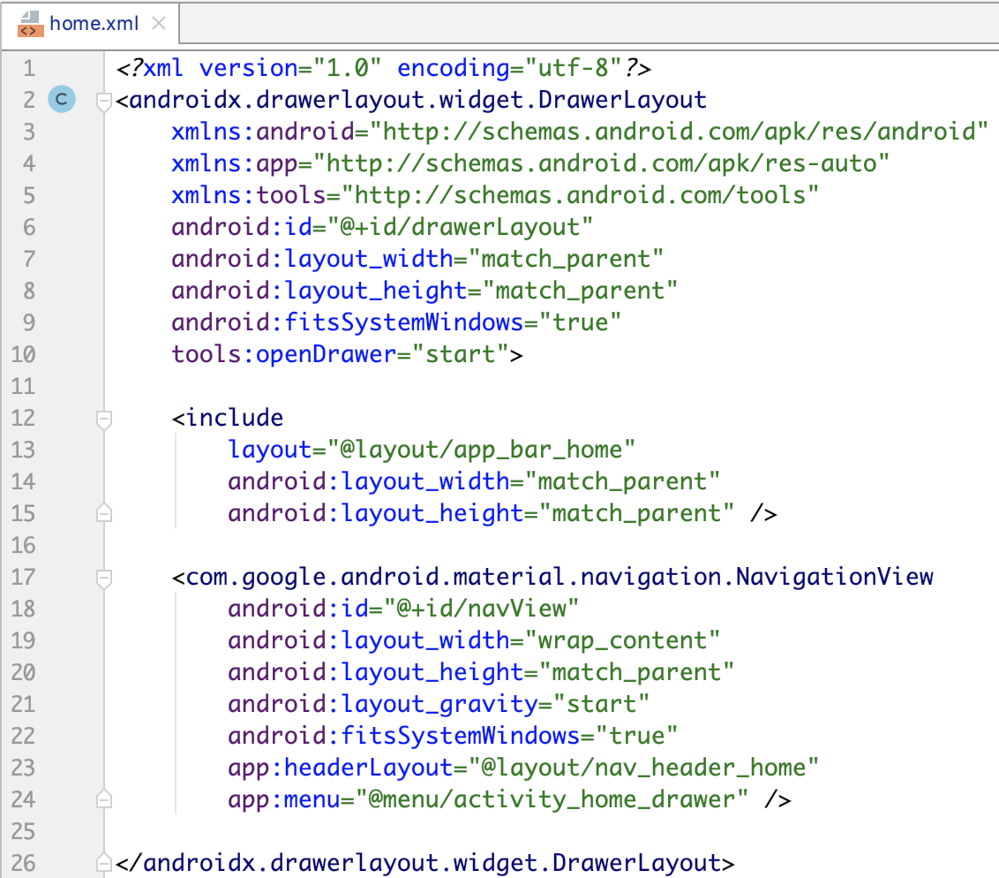 home.xml
1 <?xml version="1.0" encoding="utf-8"?>
2 C <androidx.drawerlayout.widget.DrawerLayout
3     xmlns:android="http://schemas.android.com/apk/res/android"
4     xmlns:app="http://schemas.android.com/apk/res-auto"
5     xmlns:tools="http://schemas.android.com/tools"
6     android:id="@+id/drawerLayout"
7     android:layout_width="match_parent"
8     android:layout_height="match_parent"
9     android:fitsSystemWindows="true"
10     tools:openDrawer="start">
11
12     <include
13         layout="@layout/app_bar_home"
14         android:layout_width="match_parent"
15         android:layout_height="match_parent" />
16
17     <com.google.android.material.navigation.NavigationView
18         android:id="@+id/navView"
19         android:layout_width="wrap_content"
20         android:layout_height="match_parent"
21         android:layout_gravity="start"
22         android:fitsSystemWindows="true"
23         app:headerLayout="@layout/nav_header_home"
24         app:menu="@menu/activity_home_drawer" />
25
26 </androidx.drawerlayout.widget.DrawerLayout>